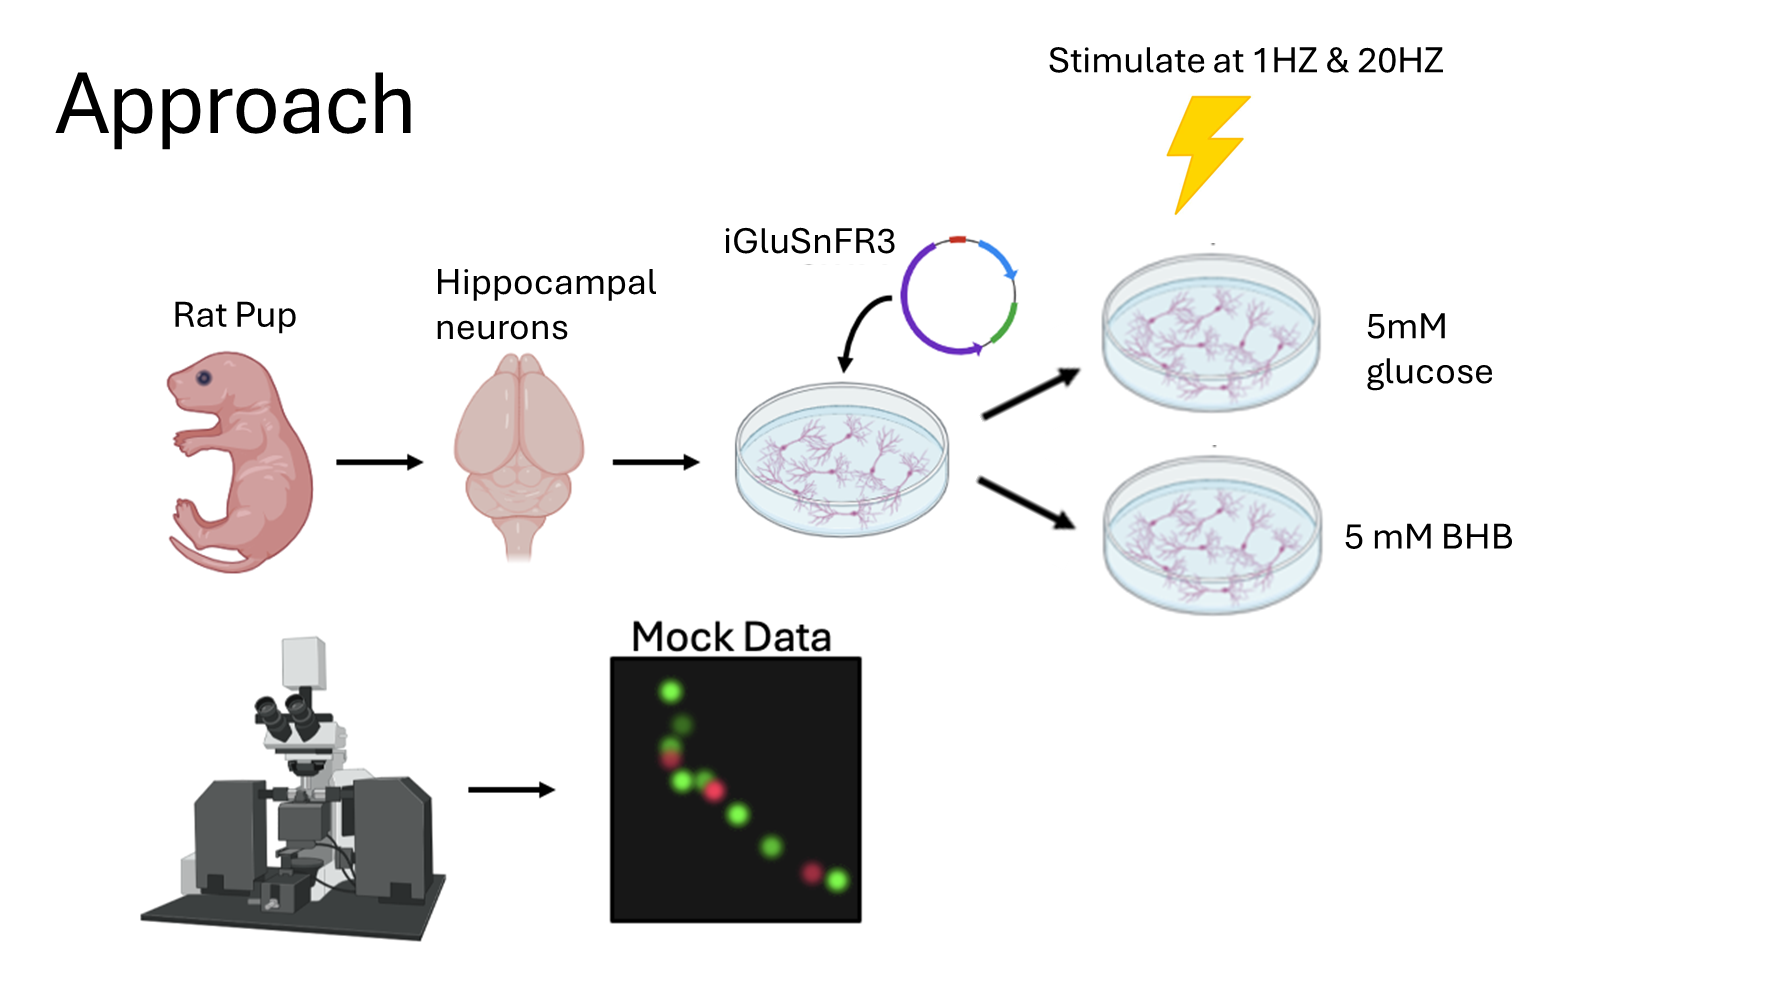 Approach
Stimulate at 1HZ & 20HZ
iGluSnFR3
Rat Pup
Hippocampal
neurons
5mM
glucose
5 mM BHB
Mock Data